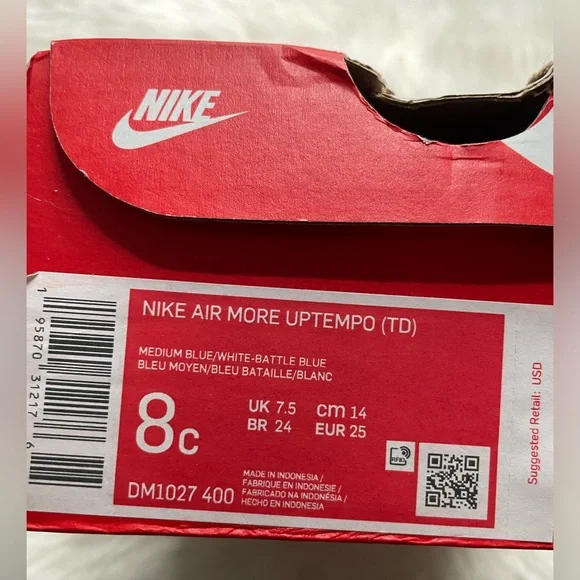 NIKE
NIKE AIR MORE UPTEMPO (TD)
MEDIUM BLUE/WHITE-BATTLE BLUE
BLEU MOYEN/BLEU BATAILLE/BLANC
8C
UK 7.5 cm 14
BR 24 EUR 25
DM1027 400
MADE IN INDONESIA/
FABRIQUE EN INDONESIE/
FABRICADO NA INDONÉSIA/
HECHO EN INDONESIA
RFID
Suggested Retail: USD
1 95870 31217 6